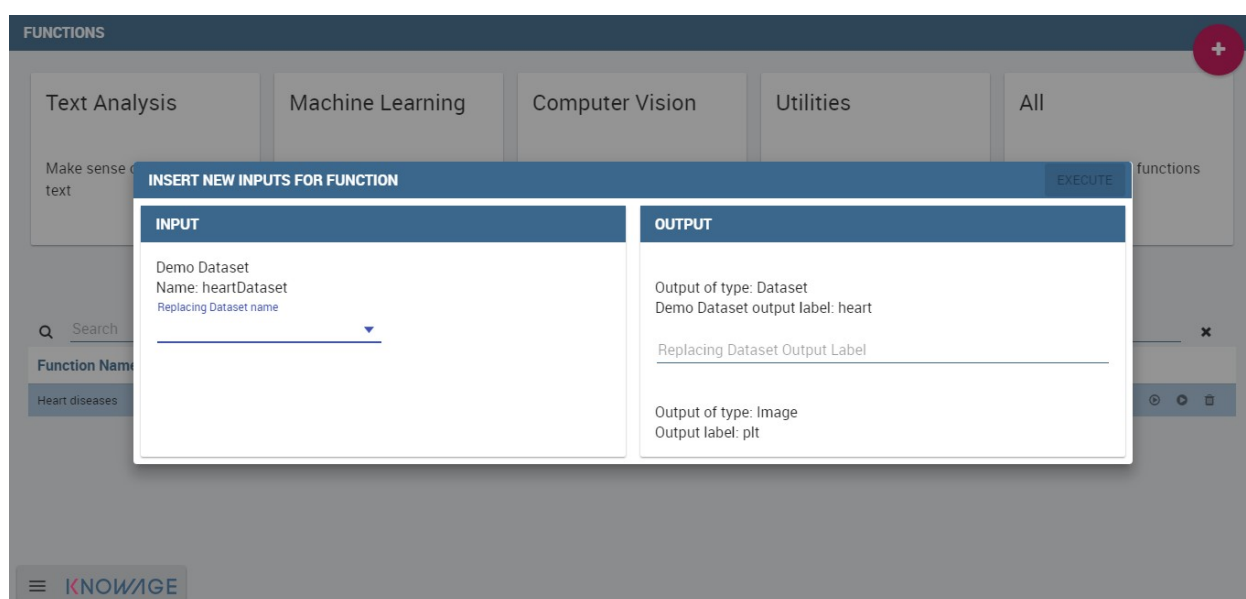 FUNCTIONS
+
Text Analysis
Machine Learning
Computer Vision
Utilities
All
Make sense
text
functions
INSERT NEW INPUTS FOR FUNCTION
EXECUTE
INPUT
Demo Dataset
Name: heartDataset
Replacing Dataset name
OUTPUT
Output of type: Dataset
Demo Dataset output label: heart
Replacing Dataset Output Label
Output of type: Image
Output label: plt
Search
Function Name
Heart diseases
KNOWAGE